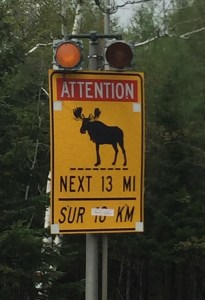 ATTENTION
NEXT 13 MI
SUR KM